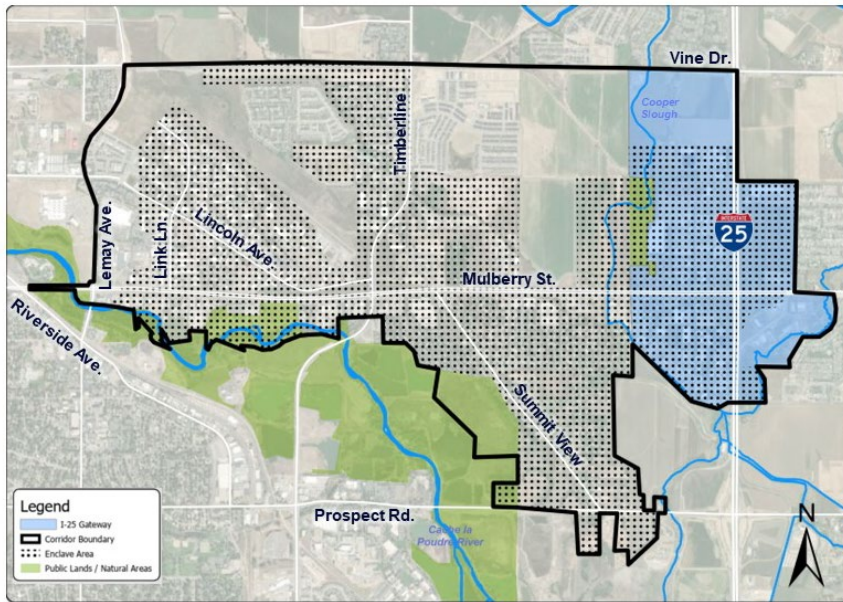 Vine Dr.
Cooper
Slough
Timberline
INTERSTATE
25
Lemay Ave.
Link Ln.
Lincoln Ave.
Mulberry St.
Riverside Ave.
Summit View
Prospect Rd.
Cache la
Poudre River
N
Legend
I-25 Gateway
Corridor Boundary
Enclave Area
Public Lands / Natural Areas